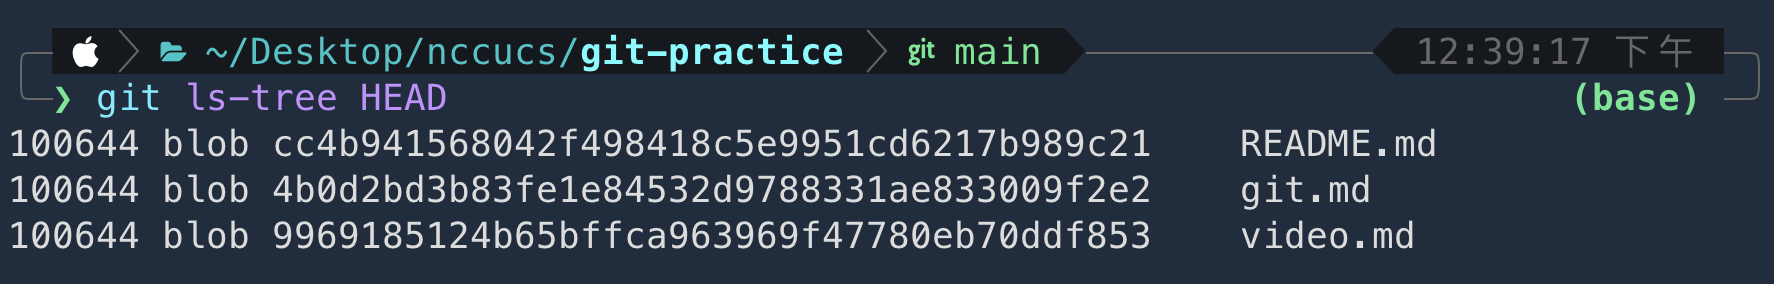 ~/Desktop/nccucs/git-practice git main 12:39:17 下午
❯ git ls-tree HEAD (base)
100644 blob cc4b941568042f498418c5e9951cd6217b989c21 README.md
100644 blob 4b0d2bd3b83fe1e84532d9788331ae833009f2e2 git.md
100644 blob 9969185124b65bffca963969f47780eb70ddf853 video.md